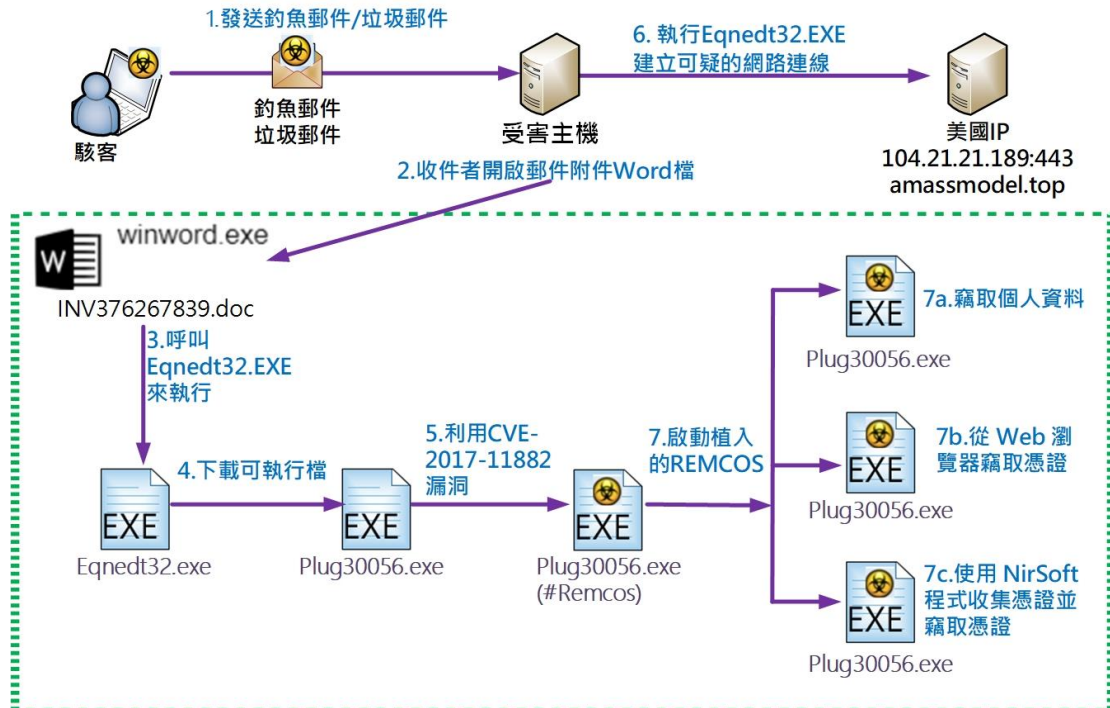 1.發送釣魚郵件/垃圾郵件
釣魚郵件
垃圾郵件
駭客
受害主機
6. 執行Eqnedt32.EXE
建立可疑的網路連線
美國IP
104.21.21.189:443
amassmodel.top
2.收件者開啟郵件附件Word檔
W
winword.exe
INV376267839.doc
3.呼叫
Eqnedt32.EXE
來執行
EXE
Eqnedt32.exe
4.下載可執行檔
EXE
Plug30056.exe
5.利用CVE-
2017-11882
漏洞
EXE
Plug30056.exe
(#Remcos)
7.啟動植入
的REMCOS
EXE
7a.竊取個人資料
Plug30056.exe
EXE
7b.從 Web 瀏
覽器竊取憑證
Plug30056.exe
EXE
7c.使用 NirSoft
程式收集憑證並
竊取憑證
Plug30056.exe